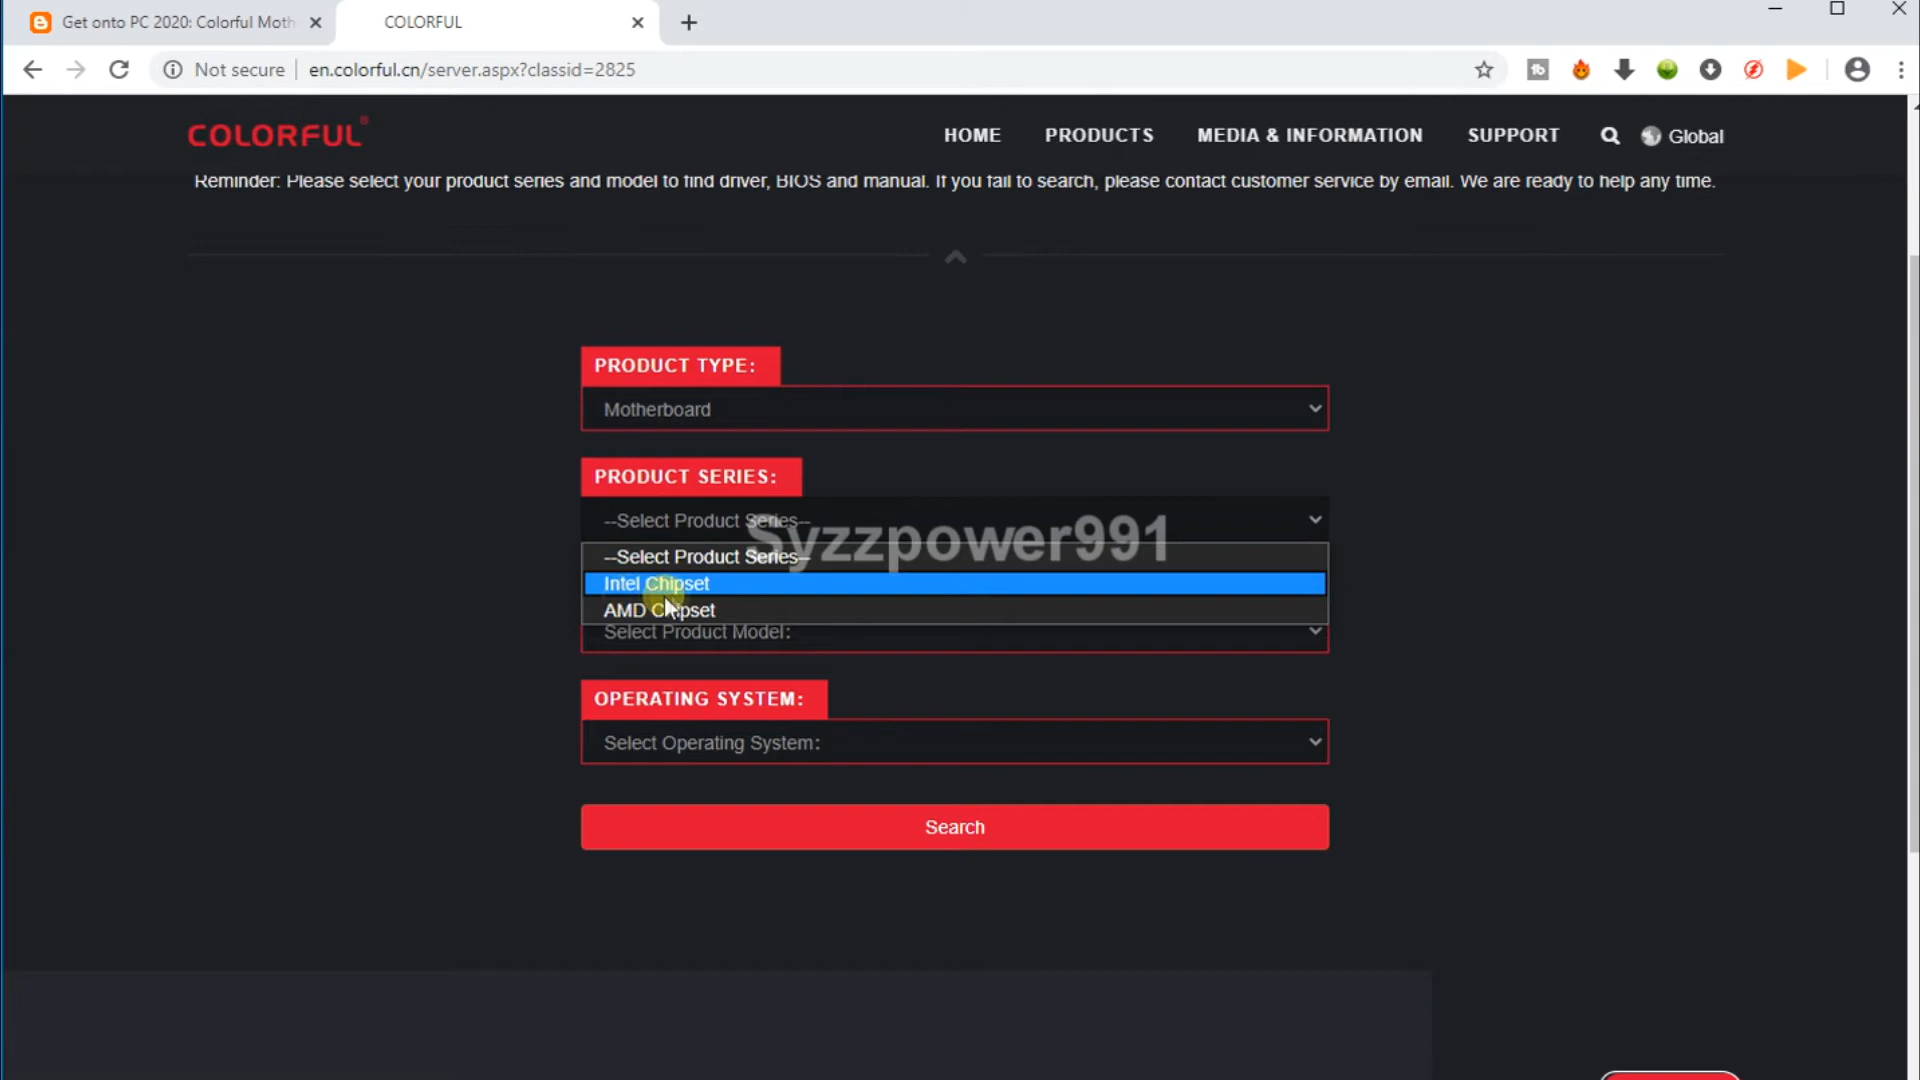 Get onto PC 2020: Colorful Moth
COLORFUL
Not secure
en.colorful.cn/server.aspx?classid=2825
COLORFUL®
HOME
PRODUCTS
MEDIA & INFORMATION
SUPPORT
Global
Reminder: Please select your product series and model to find driver, BIOS and manual. If you fail to search, please contact customer service by email. We are ready to help any time.
PRODUCT TYPE:
Motherboard
PRODUCT SERIES:
--Select Product Series--
Syzzpower991
--Select Product Series--
Intel Chipset
AMD Chipset
Select Product Model:
OPERATING SYSTEM:
Select Operating System:
Search